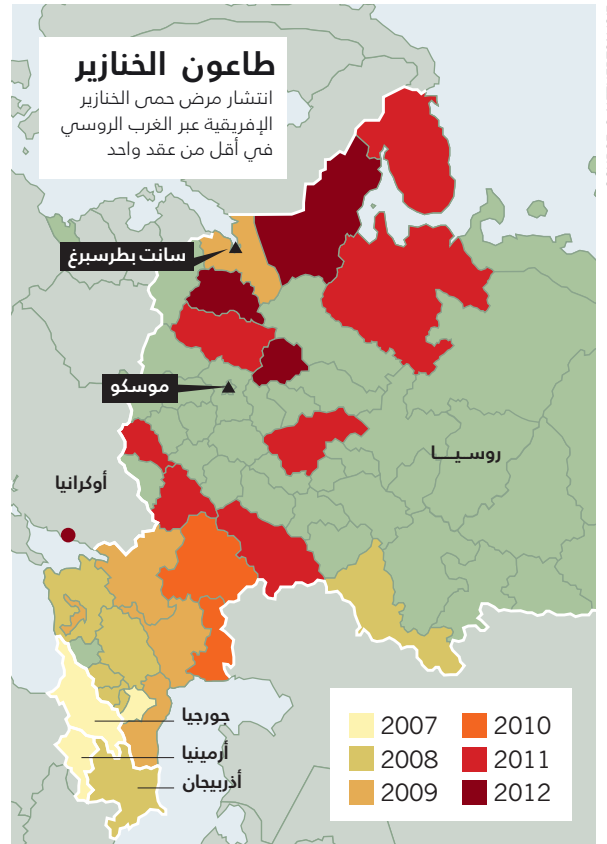 طاعون الخنازير
انتشار مرض حمى الخنازير
الإفريقية عبر الغرب الروسي
في أقل من عقد واحد
سانت بطرسبرغ
موسكو
روسيــــا
أوكرانيا
جورجيا
أرمينيا
أذربيجان
2007
2008
2009
2010
2011
2012